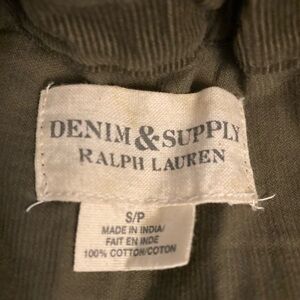 DENIM & SUPPLY
RALPH LAUREN
S/P
MADE IN INDIA/
FAIT EN INDE
100% COTTON/COTON